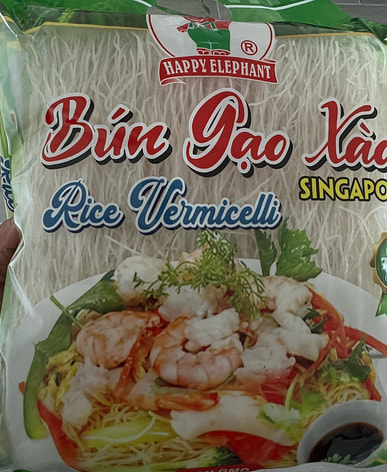 ®
HAPPY ELEPHANT
Bún Gạo Xào
Rice Vermicelli
SINGAPO